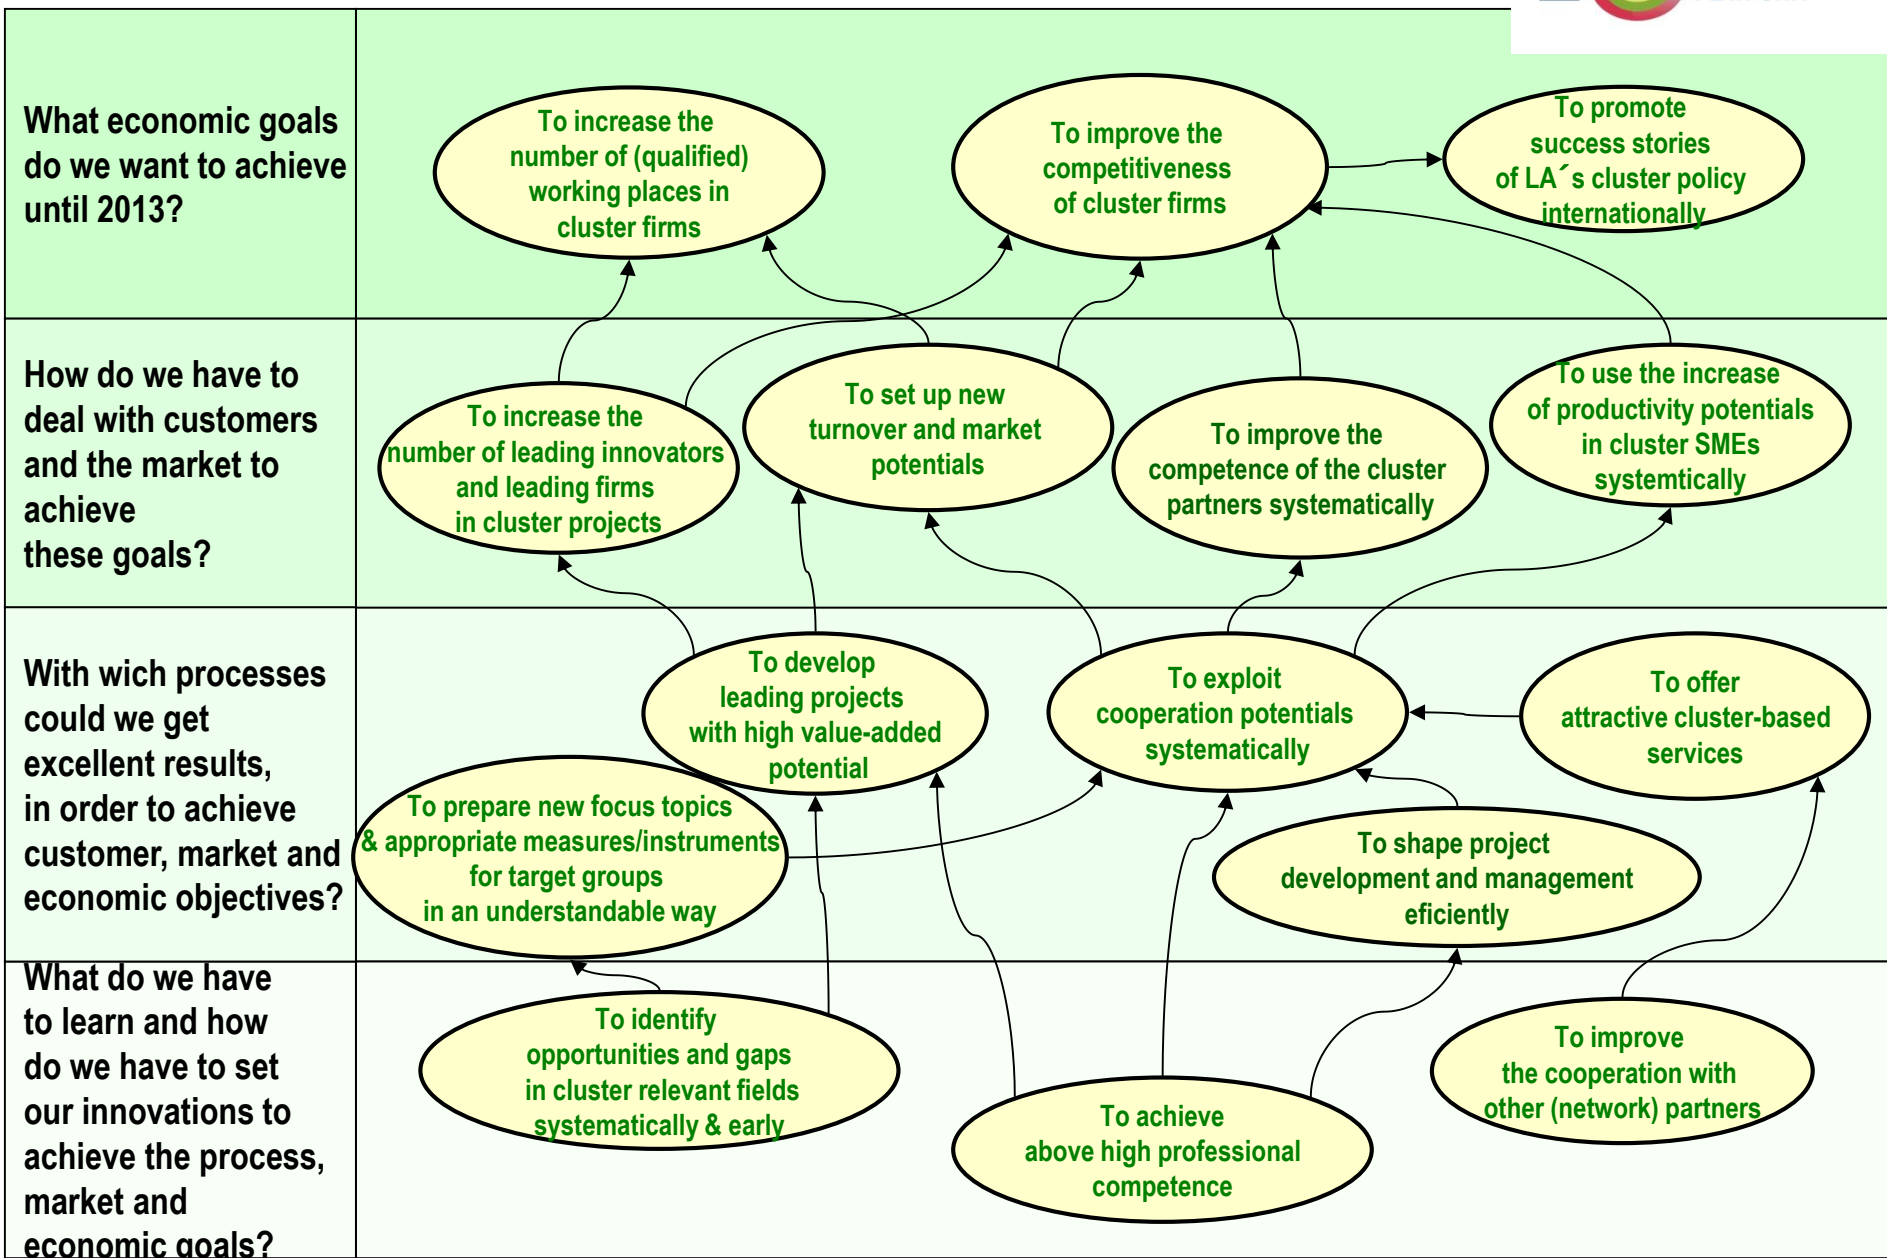 What economic goals
do we want to achieve
until 2013?
To increase the
number of (qualified)
working places in
cluster firms
To improve the
competitiveness
of cluster firms
To promote
success stories
of LA´s cluster policy
internationally
How do we have to
deal with customers
and the market to
achieve
these goals?
To increase the
number of leading innovators
and leading firms
in cluster projects
To set up new
turnover and market
potentials
To improve the
competence of the cluster
partners systematically
To use the increase
of productivity potentials
in cluster SMEs
systemtically
With wich processes
could we get
excellent results,
in order to achieve
customer, market and
economic objectives?
To develop
leading projects
with high value-added
potential
To exploit
cooperation potentials
systematically
To offer
attractive cluster-based
services
To prepare new focus topics
& appropriate measures/instruments
for target groups
in an understandable way
To shape project
development and management
eficiently
What do we have
to learn and how
do we have to set
our innovations to
achieve the process,
market and
economic goals?
To identify
opportunities and gaps
in cluster relevant fields
systematically & early
To achieve
above high professional
competence
To improve
the cooperation with
other (network) partners